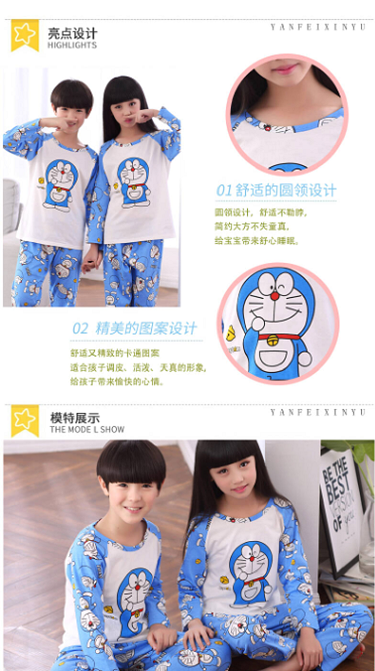 亮点设计
HIGHLIGHTS
YANFEIXINYU
01 舒适的圆领设计
圆领设计，舒适不勒脖，
简约大方不失童真。
给宝宝带来舒心睡眠。
02 精美的图案设计
舒适又精致的卡通图案
适合孩子调皮、活泼、天真的形象，
给孩子带来愉快的心情。
模特展示
THE MODE L SHOW
YANFEIXINYU
BE THE
BEST
OF